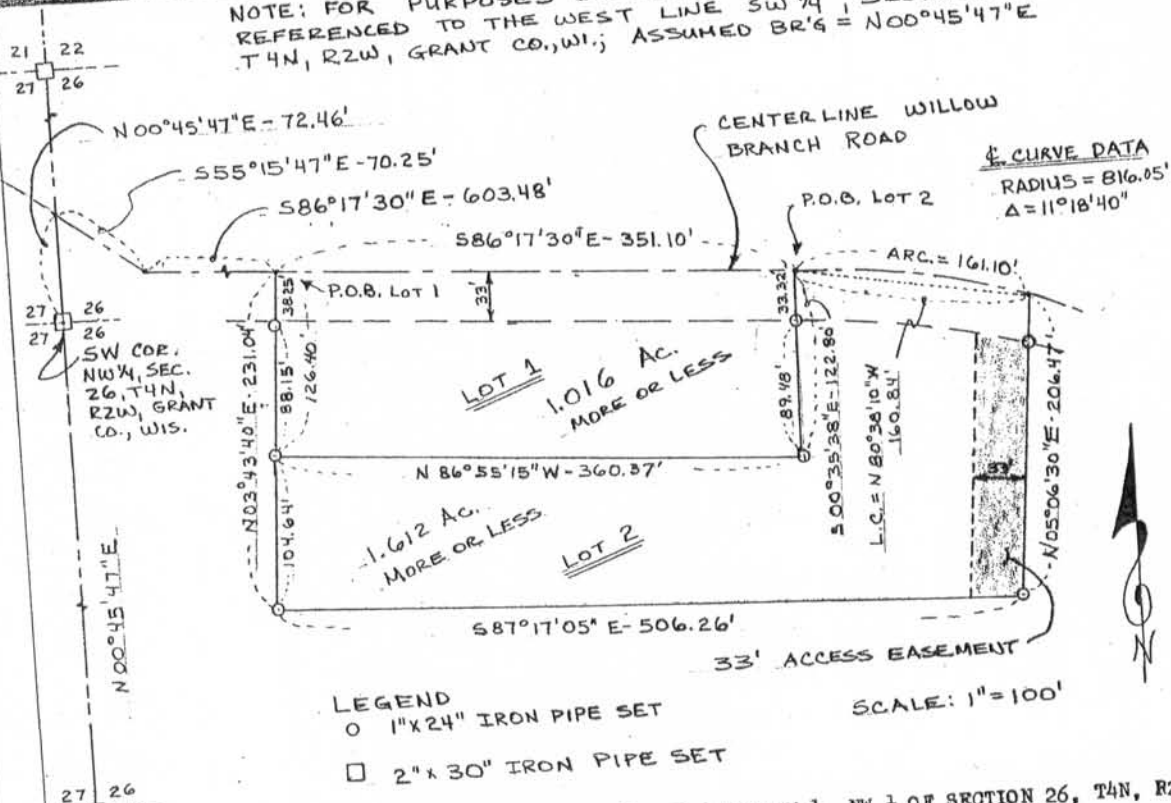 NOTE: FOR PURPOSES
REFERENCED TO THE WEST LINE SW ¼
T4N, R2W, GRANT CO., WI.; ASSUMED BR'G = N00°45'47"E
21 22
27 26
N00°45'47"E - 72.46'
S55°15'47"E - 70.25'
S86°17'30"E - 603.48'
CENTERLINE WILLOW
BRANCH ROAD
℄ CURVE DATA
RADIUS = 816.05'
Δ = 11°18'40"
P.O.B. LOT 2
S86°17'30"E - 351.10'
ARC. = 161.10'
38.25'
P.O.B. LOT 1
33'
33.32'
27 26
27 26
SW COR.
NW¼, SEC.
26, T4N,
R2W, GRANT
CO., WIS.
N03°43'40"E - 231.04'
88.15'
126.40'
LOT 1
1.016 AC.
MORE OR LESS
89.48'
S00°35'38"E - 122.80'
L.C. = N80°38'10"W
160.84'
N05°06'30"E - 206.47'
33'
N 86°55'15"W - 360.37'
104.64'
1.612 AC.
MORE OR LESS
LOT 2
N00°45'47"E
S87°17'05"E - 506.26'
33' ACCESS EASEMENT
N
LEGEND
O 1"X24" IRON PIPE SET
□ 2"x 30" IRON PIPE SET
SCALE: 1"=100'
27 26
NW ¼ OF SECTION 26, T4N,